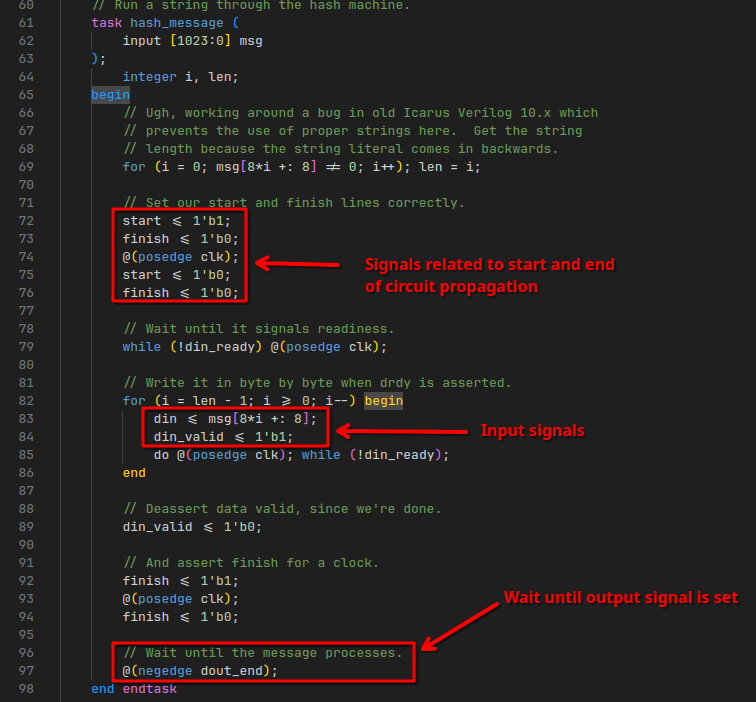 60 // Run a string through the hash machine.
61 task hash_message (
62 input [1023:0] msg
63 );
64 integer i, len;
65 begin
66 // Ugh, working around a bug in old Icarus Verilog 10.x which
67 // prevents the use of proper strings here.  Get the string
68 // length because the string literal comes in backwards.
69 for (i = 0; msg[8*i +: 8] != 0; i++); len = i;
70
71 // Set our start and finish lines correctly.
72 start <= 1'b1;
73 finish <= 1'b0;
74 @(posedge clk);
75 start <= 1'b0;
76 finish <= 1'b0;
Signals related to start and end
of circuit propagation
77
78 // Wait until it signals readiness.
79 while (!din_ready) @(posedge clk);
80
81 // Write it in byte by byte when drdy is asserted.
82 for (i = len - 1; i >= 0; i--) begin
83 din <= msg[8*i +: 8];
84 din_valid <= 1'b1;
Input signals
85 do @(posedge clk); while (!din_ready);
86 end
87
88 // Deassert data valid, since we're done.
89 din_valid <= 1'b0;
90
91 // And assert finish for a clock.
92 finish <= 1'b1;
93 @(posedge clk);
94 finish <= 1'b0;
Wait until output signal is set
95
96 // Wait until the message processes.
97 @(negedge dout_end);
98 end endtask